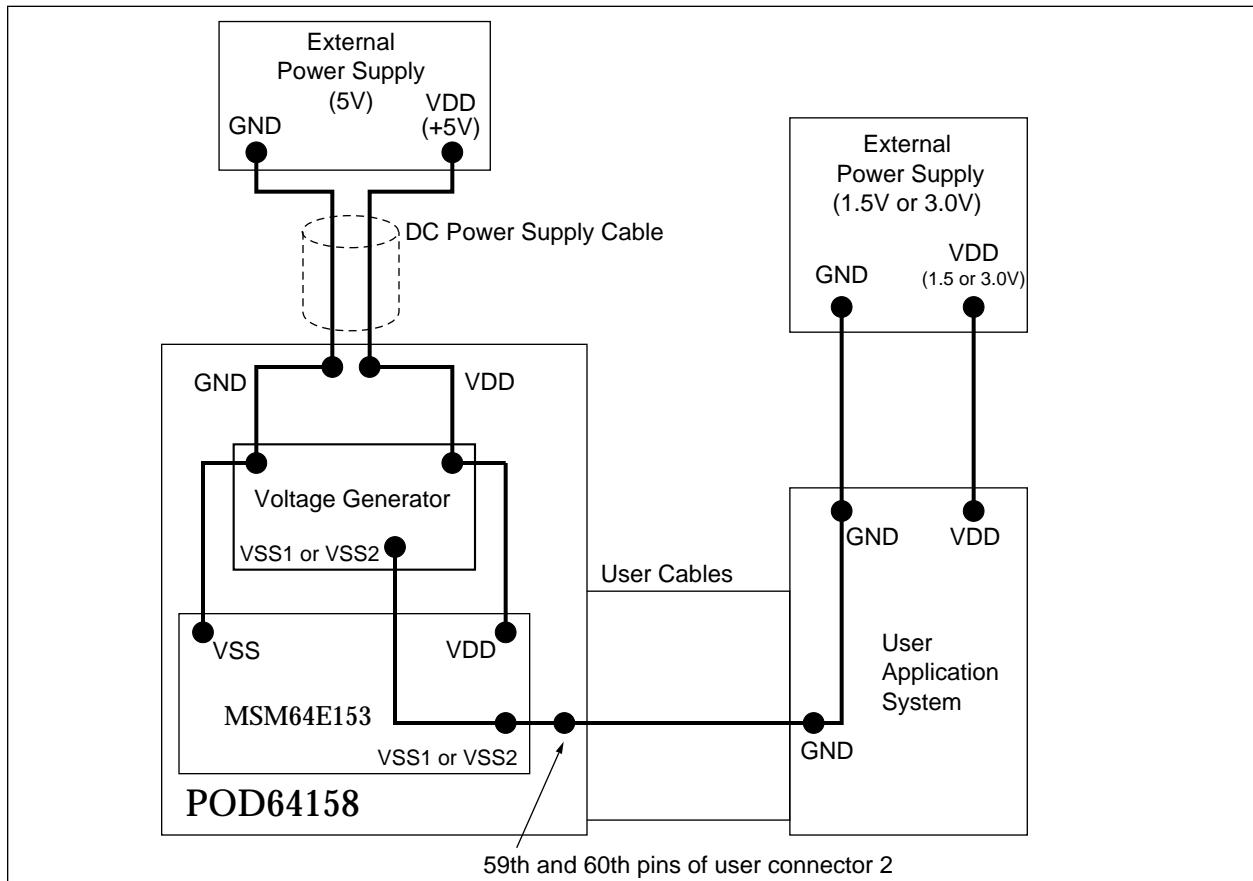 External
Power Supply
(5V)
GND
VDD
(+5V)
DC Power Supply Cable
External
Power Supply
(1.5V or 3.0V)
GND
VDD
(1.5 or 3.0V)
GND
VDD
Voltage Generator
VSS1 or VSS2
GND
VDD
User Cables
VSS
VDD
User
Application
System
MSM64E153
VSS1 or VSS2
GND
POD64158
59th and 60th pins of user connector 2